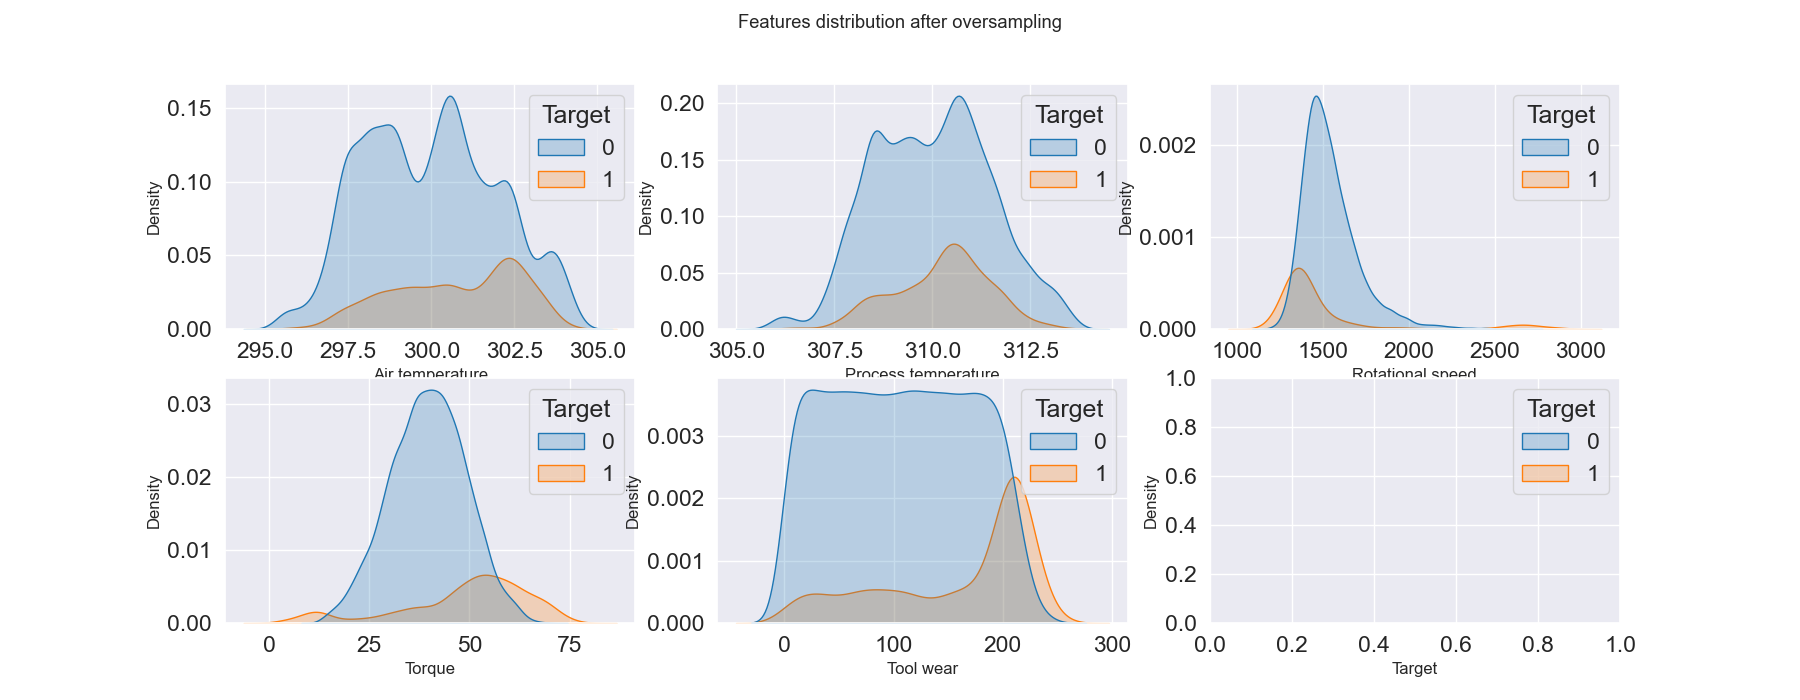 Features distribution after oversampling
Density
0.15
0.10
0.05
0.00
295.0 297.5 300.0 302.5 305.0
Air temperature
Target
0
1
Density
0.20
0.15
0.10
0.05
0.00
305.0 307.5 310.0 312.5
Process temperature
Target
0
1
Density
0.002
0.001
0.000
1000 1500 2000 2500 3000
Rotational speed
Target
0
1
Density
0.03
0.02
0.01
0.00
0 25 50 75
Torque
Target
0
1
Density
0.003
0.002
0.001
0.000
0 100 200 300
Tool wear
Target
0
1
Density
1.0
0.8
0.6
0.4
0.2
0.0
0.0 0.2 0.4 0.6 0.8 1.0
Target
Target
0
1